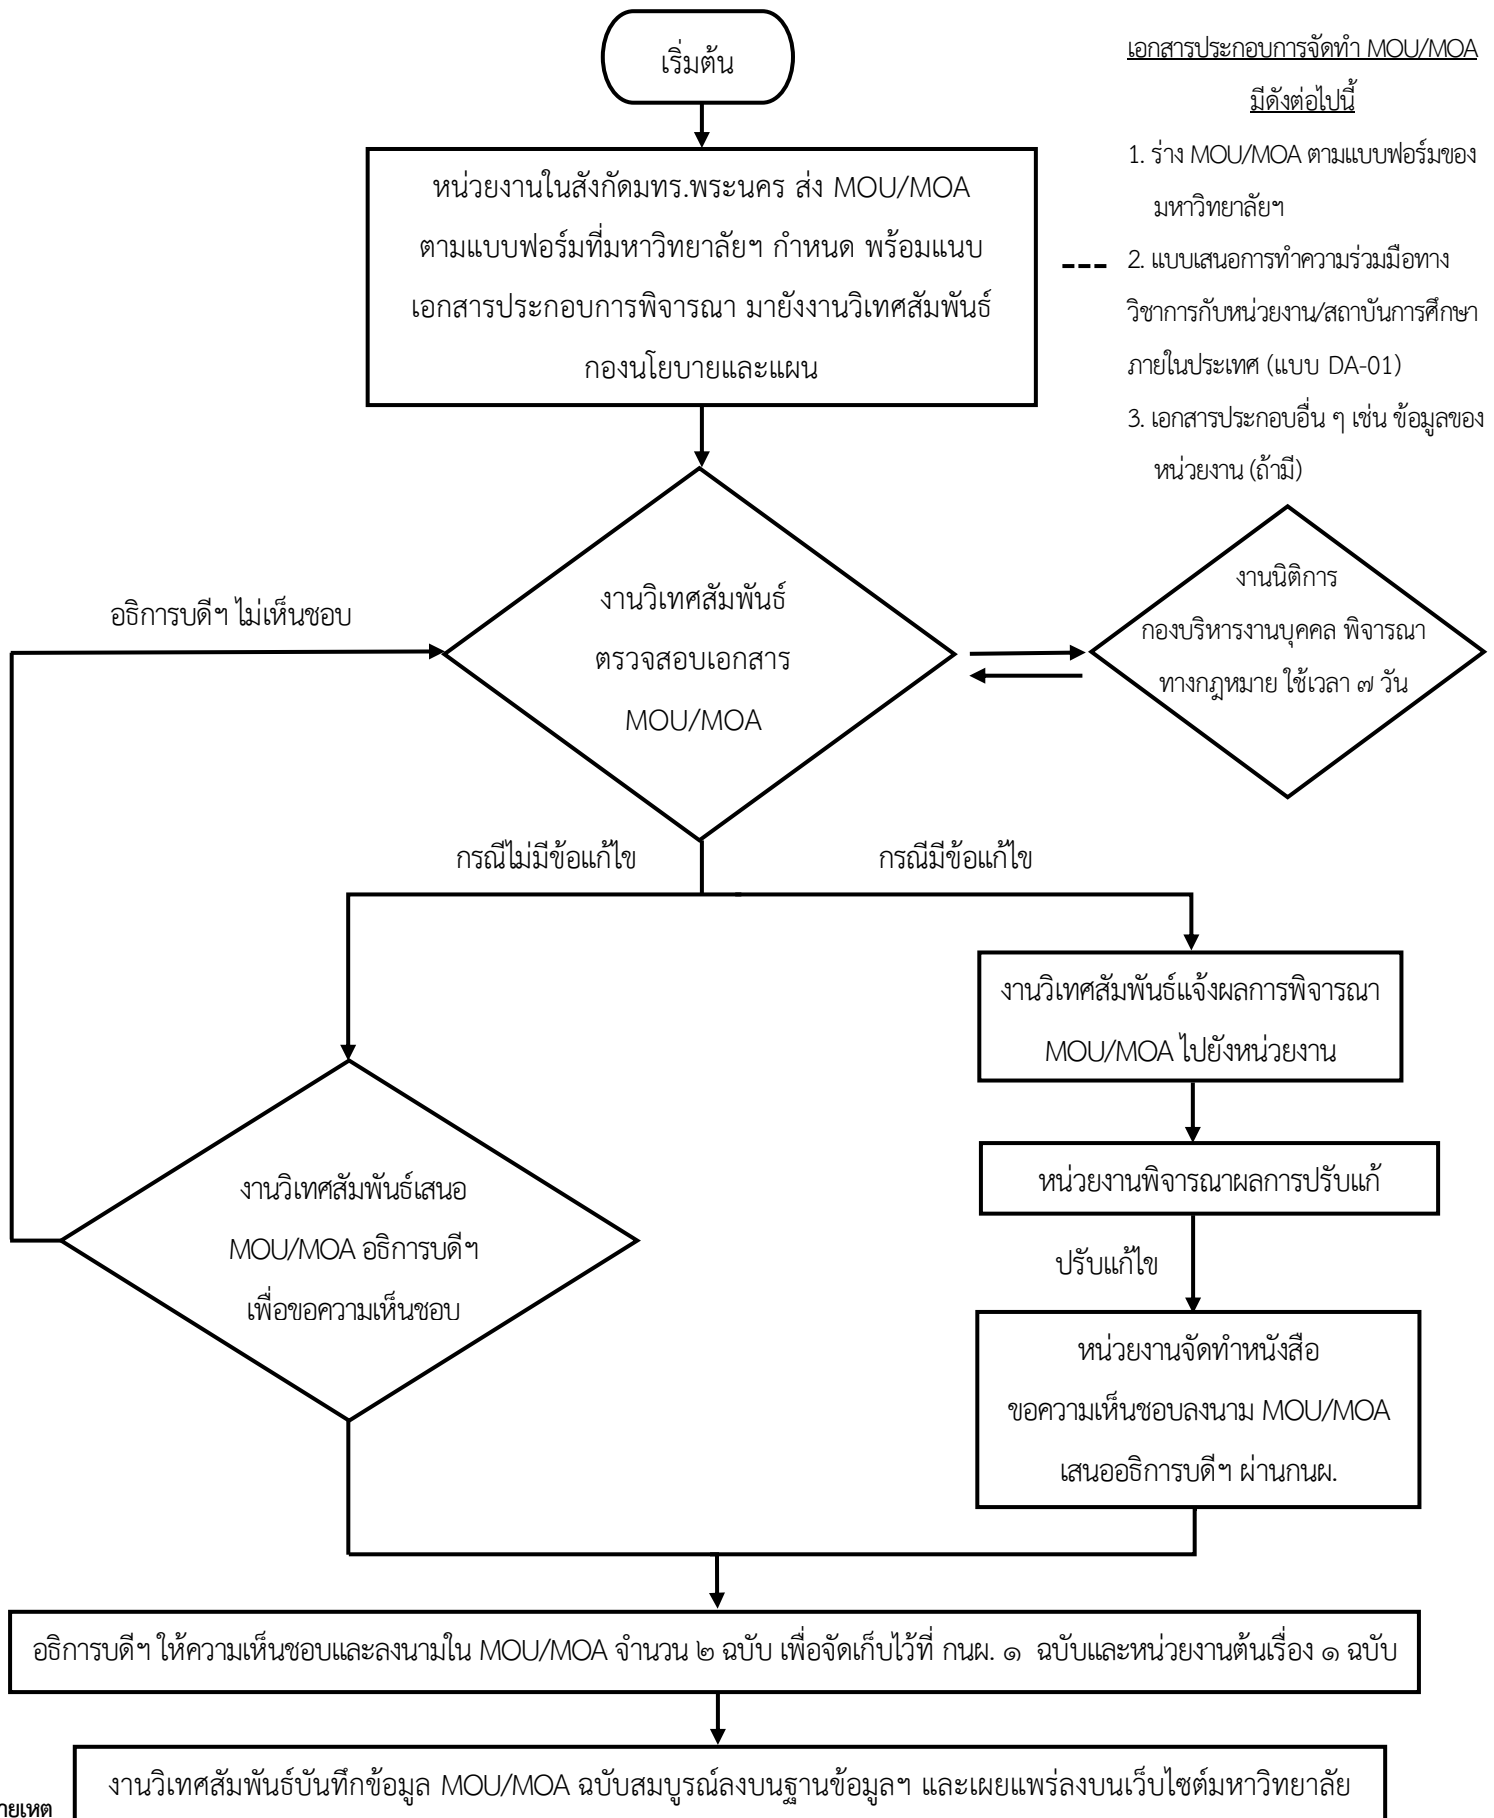 เริ่มต้น
เอกสารประกอบการจัดทำ MOU/MOA
มีดังต่อไปนี้
1. ร่าง MOU/MOA ตามแบบฟอร์มของ
มหาวิทยาลัยฯ
2. แบบเสนอการทำความร่วมมือทาง
วิชาการกับหน่วยงาน/สถาบันการศึกษา
ภายในประเทศ (แบบ DA-01)
3. เอกสารประกอบอื่น ๆ เช่น ข้อมูลของ
หน่วยงาน (ถ้ามี)
หน่วยงานในสังกัดมทร.พระนคร ส่ง MOU/MOA
ตามแบบฟอร์มที่มหาวิทยาลัยฯ กำหนด พร้อมแนบ
เอกสารประกอบการพิจารณา มายังงานวิเทศสัมพันธ์
กองนโยบายและแผน
อธิการบดีฯ ไม่เห็นชอบ
งานวิเทศสัมพันธ์
ตรวจสอบเอกสาร
MOU/MOA
งานนิติการ
กองบริหารงานบุคคล พิจารณา
ทางกฎหมาย ใช้เวลา ๗ วัน
กรณีไม่มีข้อแก้ไข
กรณีมีข้อแก้ไข
งานวิเทศสัมพันธ์แจ้งผลการพิจารณา
MOU/MOA ไปยังหน่วยงาน
หน่วยงานพิจารณาผลการปรับแก้
งานวิเทศสัมพันธ์เสนอ
MOU/MOA อธิการบดีฯ
เพื่อขอความเห็นชอบ
ปรับแก้ไข
หน่วยงานจัดทำหนังสือ
ขอความเห็นชอบลงนาม MOU/MOA
เสนออธิการบดีฯ ผ่านกนผ.
อธิการบดีฯ ให้ความเห็นชอบและลงนามใน MOU/MOA จำนวน ๒ ฉบับ เพื่อจัดเก็บไว้ที่ กนผ. ๑ ฉบับและหน่วยงานต้นเรื่อง ๑ ฉบับ
งานวิเทศสัมพันธ์บันทึกข้อมูล MOU/MOA ฉบับสมบูรณ์ลงบนฐานข้อมูลฯ และเผยแพร่ลงบนเว็บไซต์มหาวิทยาลัย